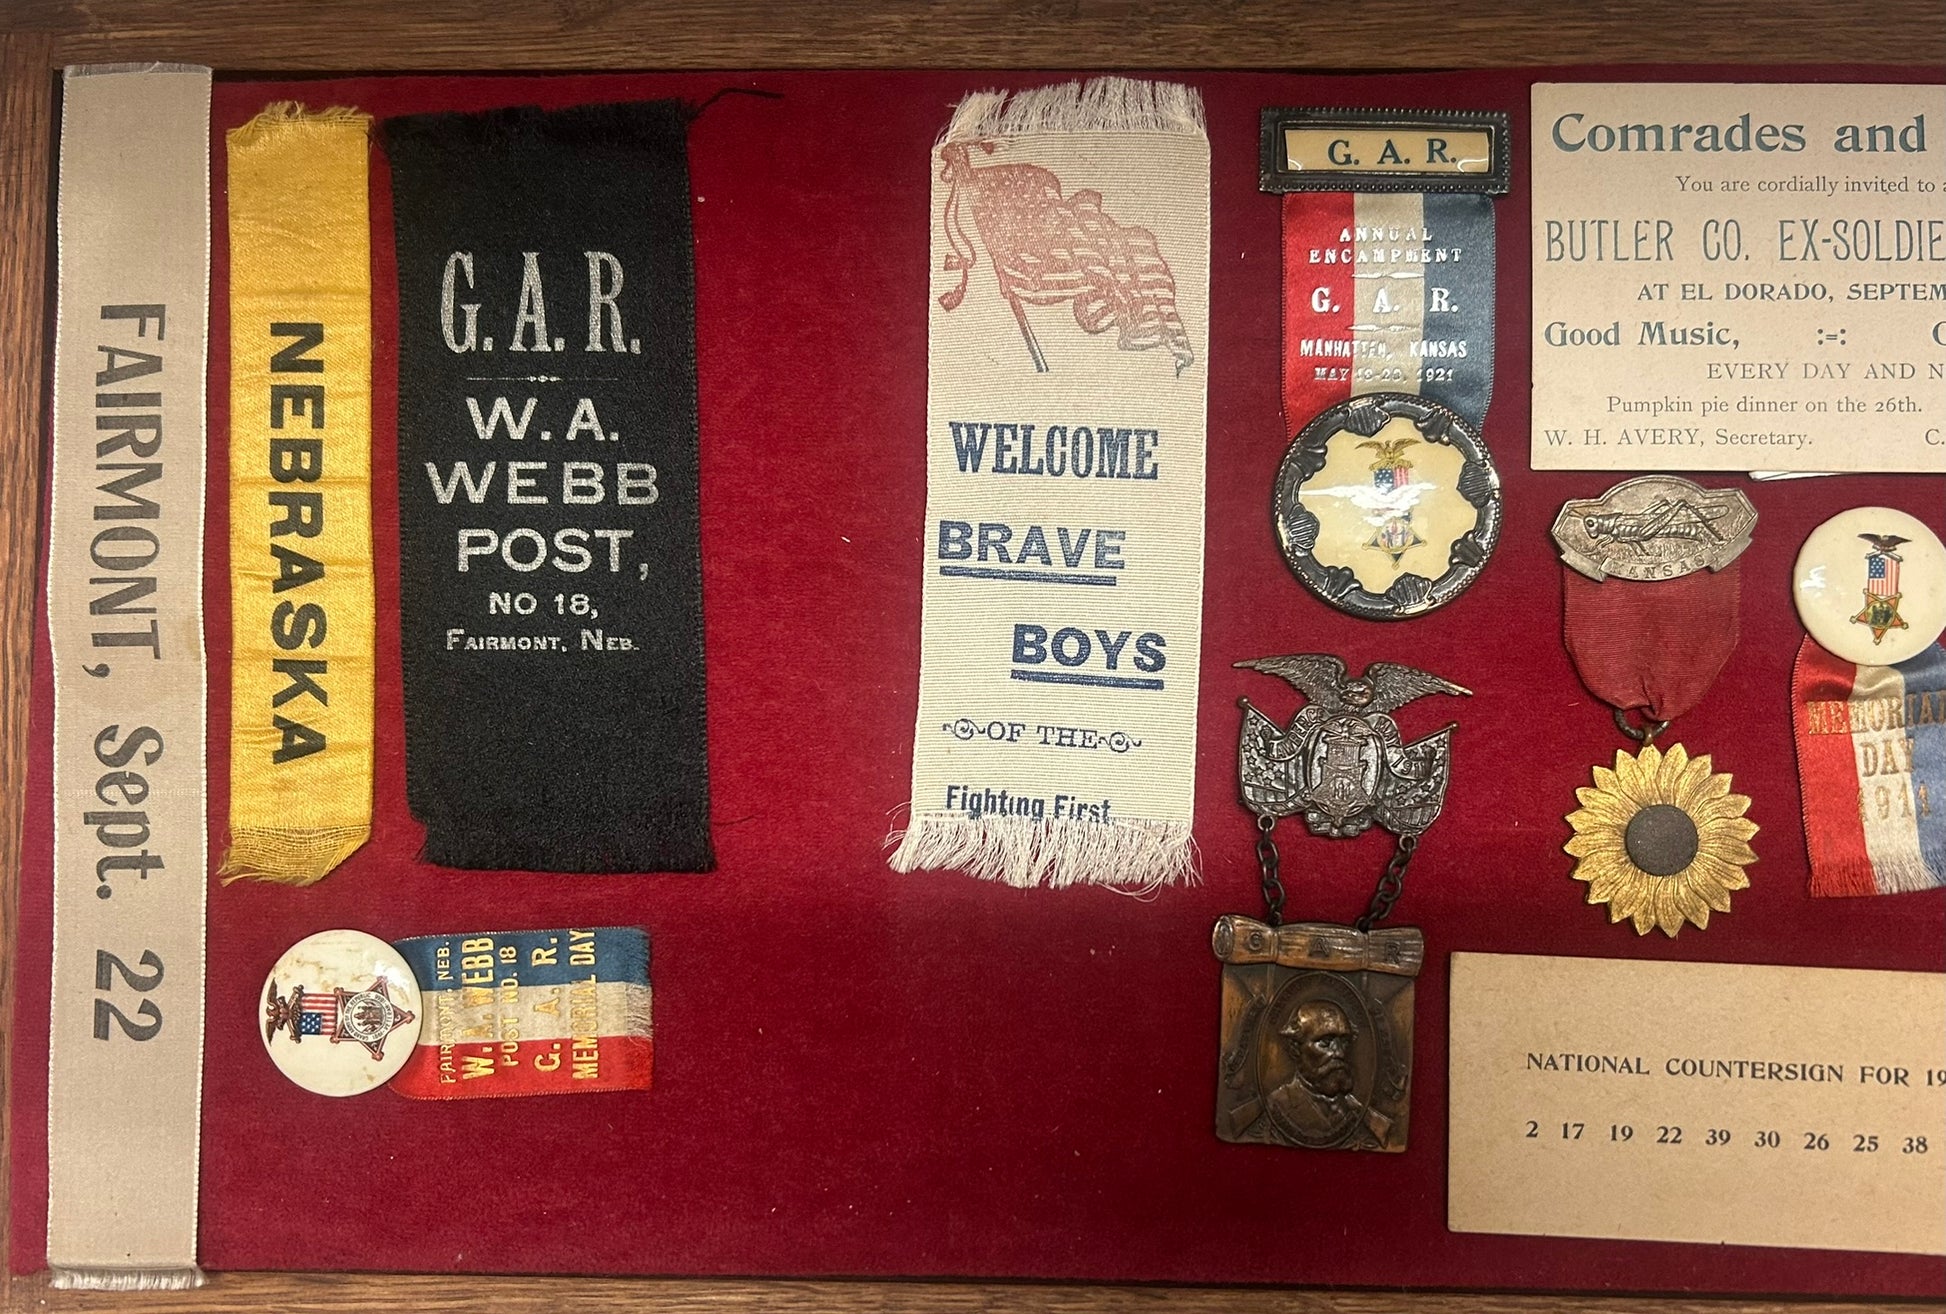 FAIRMONT, Sept. 22
NEBRASKA
G.A.R.
W.A.
WEBB
POST,
NO 18,
FAIRMONT, NEB.
FAIRMONT, NEB.
W. A. WEBB
POST NO. 18
G. A. R.
MEMORIAL DAY
WELCOME
BRAVE
BOYS
OF THE
Fighting First.
G. A. R.
ANNUAL
ENCAMPMENT
G. A. R.
MANHATTEN, KANSAS
MAY 1921
G A R
Comrades and
You are cordially invited to a
BUTLER CO. EX-SOLDIE
AT EL DORADO, SEPTEM
Good Music, :=: C
EVERY DAY AND N
Pumpkin pie dinner on the 26th.
W. H. AVERY, Secretary. C.
KANSAS
MEMORIAL
DAY
1911
NATIONAL COUNTERSIGN FOR 19
2 17 19 22 39 30 26 25 38